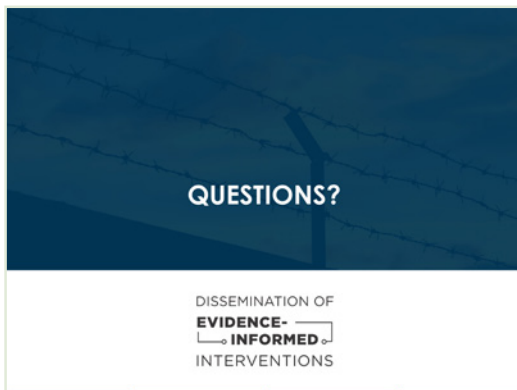 QUESTIONS?
DISSEMINATION OF
EVIDENCE-
INFORMED
INTERVENTIONS